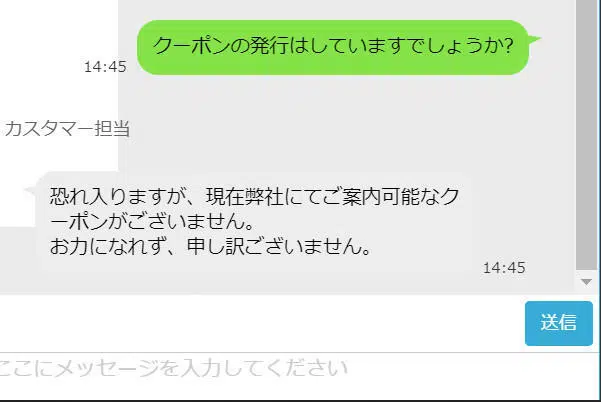 クーポンの発行はしていますでしょうか?
14:45
カスタマー担当
恐れ入りますが、現在弊社にてご案内可能なク
ーポンがございません。
お力になれず、申し訳ございません。
14:45
送信
ここにメッセージを入力してください